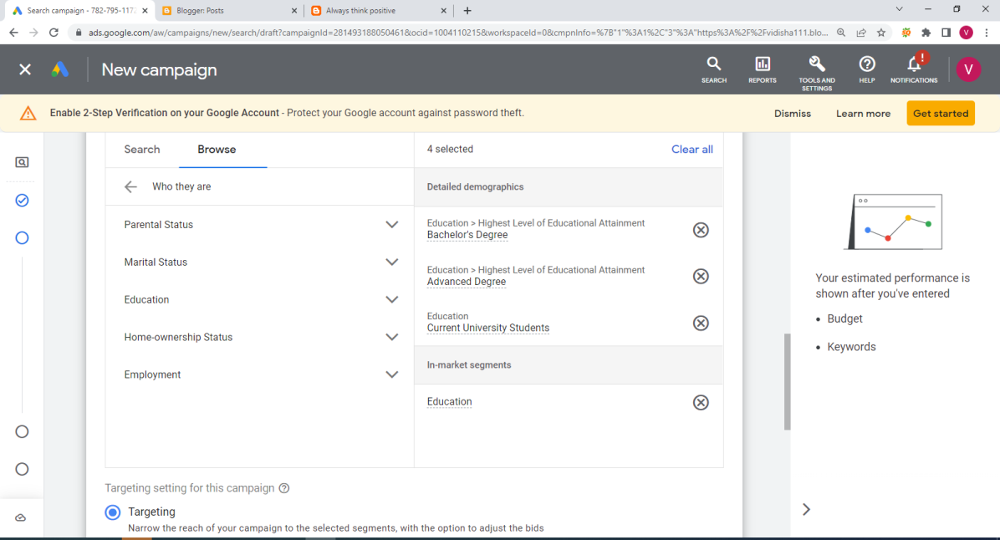 Search campaign - 782-795-117
Blogger: Posts
Always think positive
ads.google.com/aw/campaigns/new/search/draft?campaignId=281493188050461&ocid=1004110215&workspaceId=0&cmpnInfo=%7B"1"%3A1%2C"3"%3A"https%3A%2F%2Fvidisha111.blo...
V
New campaign
SEARCH
REPORTS
TOOLS AND
SETTINGS
HELP
!
NOTIFICATIONS
V
Enable 2-Step Verification on your Google Account - Protect your Google account against password theft.
Dismiss
Learn more
Get started
Search
Browse
4 selected
Clear all
Who they are
Detailed demographics
Parental Status
Marital Status
Education
Home-ownership Status
Employment
Education > Highest Level of Educational Attainment
Bachelor's Degree
Education > Highest Level of Educational Attainment
Advanced Degree
Education
Current University Students
In-market segments
Education
Your estimated performance is
shown after you've entered
• Budget
• Keywords
Targeting setting for this campaign
Targeting
Narrow the reach of your campaign to the selected segments, with the option to adjust the bids